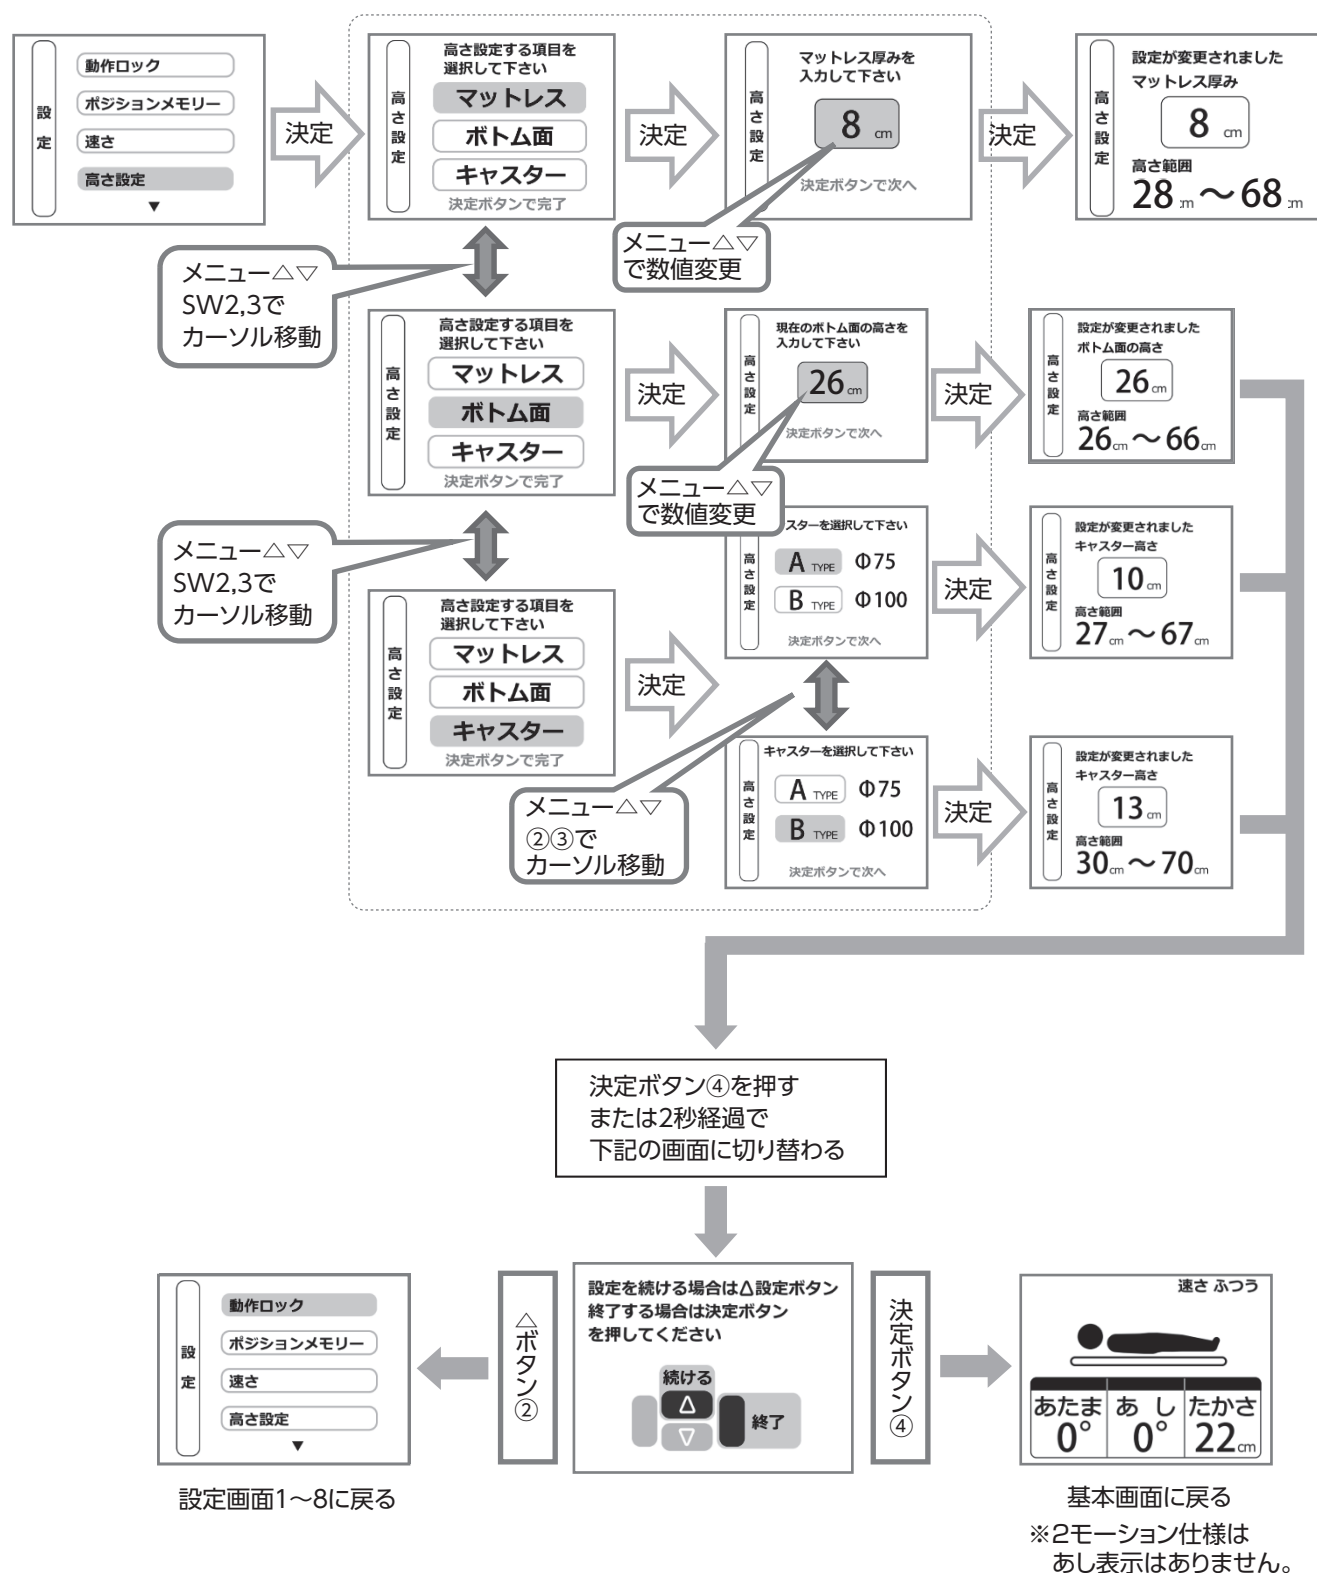 設定
動作ロック
ポジションメモリー
速さ
高さ設定
▼
決定
高さ設定
高さ設定する項目を
選択して下さい
マットレス
ボトム面
キャスター
決定ボタンで完了
決定
高さ設定
マットレス厚みを
入力して下さい
8 cm
決定ボタンで次へ
決定
高さ設定
設定が変更されました
マットレス厚み
8 cm
高さ範囲
28 cm～68 cm
メニュー△▽
で数値変更
メニュー△▽
SW2,3で
カーソル移動
高さ設定
高さ設定する項目を
選択して下さい
マットレス
ボトム面
キャスター
決定ボタンで完了
決定
高さ設定
現在のボトム面の高さを
入力して下さい
26 cm
決定ボタンで次へ
決定
高さ設定
設定が変更されました
ボトム面の高さ
26 cm
高さ範囲
26cm～66cm
メニュー△▽
で数値変更
メニュー△▽
SW2,3で
カーソル移動
高さ設定
高さ設定する項目を
選択して下さい
マットレス
ボトム面
キャスター
決定ボタンで完了
決定
高さ設定
スターを選択して下さい
A TYPE Φ75
B TYPE Φ100
決定ボタンで次へ
決定
高さ設定
設定が変更されました
キャスター高さ
10 cm
高さ範囲
27cm～67cm
メニュー△▽
②③で
カーソル移動
高さ設定
キャスターを選択して下さい
A TYPE Φ75
B TYPE Φ100
決定ボタンで次へ
決定
高さ設定
設定が変更されました
キャスター高さ
13 cm
高さ範囲
30cm～70cm
決定ボタン④を押す
または2秒経過で
下記の画面に切り替わる
設定
動作ロック
ポジションメモリー
速さ
高さ設定
▼
設定画面1～8に戻る
△ボタン②
設定を続ける場合は△設定ボタン
終了する場合は決定ボタン
を押してください
続ける
△
▽
終了
決定ボタン④
速さ ふつう
あたま あし たかさ
0° 0° 22cm
基本画面に戻る
※2モーション仕様は
あし表示はありません。